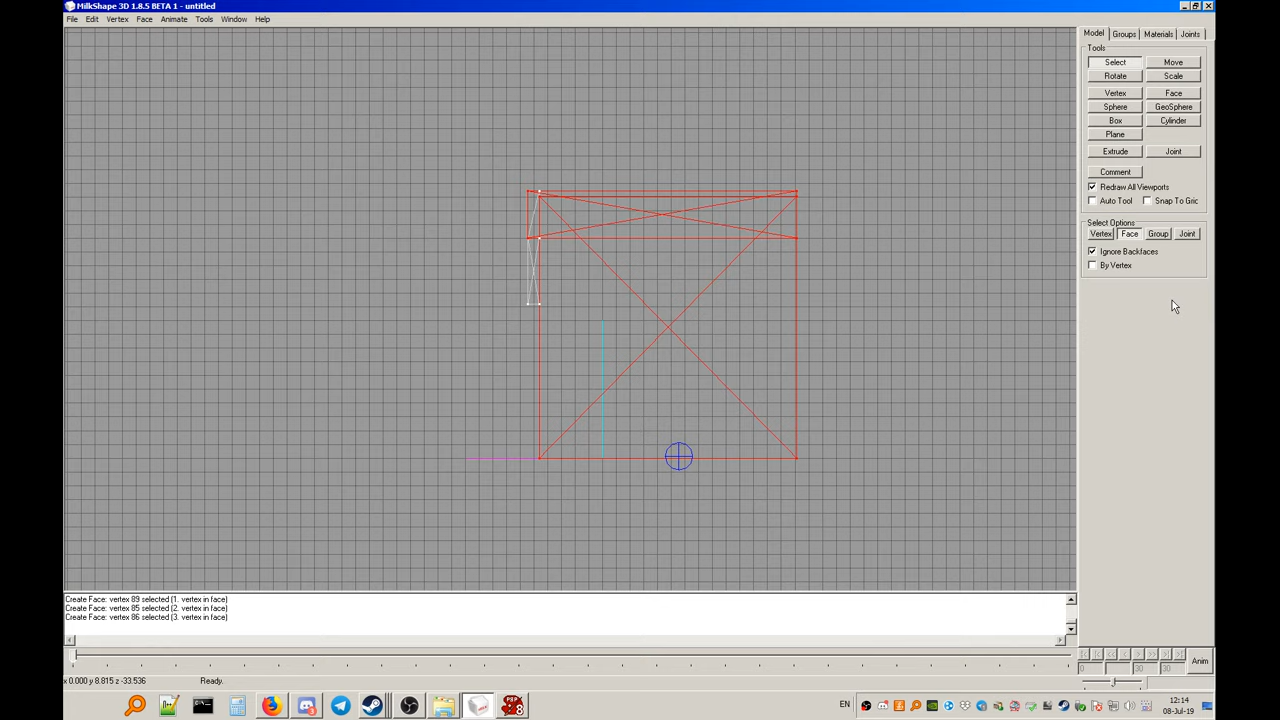 MilkShape 3D 1.8.5 BETA 1 - untitled
File Edit Vertex Face Animate Tools Window Help
Model Groups Materials Joints
Tools
Select Move
Rotate Scale
Vertex Face
Sphere GeoSphere
Box Cylinder
Plane
Extrude Joint
Comment
Redraw All Viewports
Auto Tool Snap To Gric
Select Options
Vertex Face Group Joint
Ignore Backfaces
By Vertex
Create Face: vertex 89 selected (1. vertex in face)
Create Face: vertex 85 selected (2. vertex in face)
Create Face: vertex 86 selected (3. vertex in face)
Anim
0 30 30
x 0.000 y 8.815 z -33.536 Ready.
EN
12:14
08-Jul-19